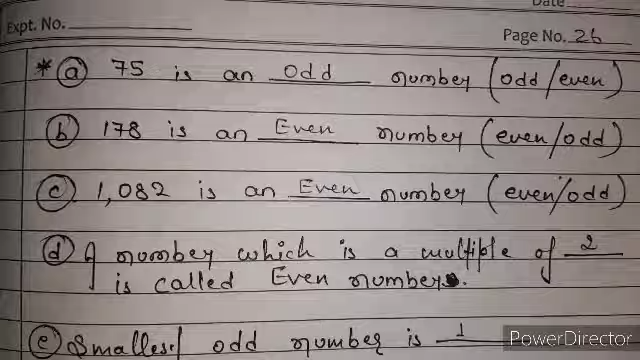 Date
Expt. No.
Page No. 26
* (a) 75 is an Odd number (odd/even)
(b) 178 is an Even number (even/odd)
(c) 1,082 is an Even number (even/odd)
(d) A number which is a multiple of 2
is called Even number.
(e) Smallest odd number is 1
PowerDirector